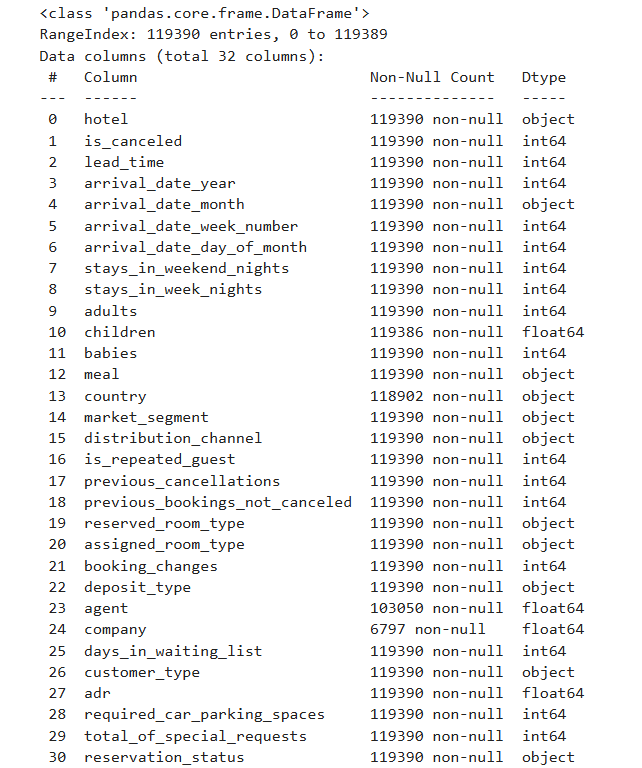 <class 'pandas.core.frame.DataFrame'>
RangeIndex: 119390 entries, 0 to 119389
Data columns (total 32 columns):
 #   Column                          Non-Null Count   Dtype
---  ------                          --------------   -----
 0   hotel                           119390 non-null  object
 1   is_canceled                     119390 non-null  int64
 2   lead_time                       119390 non-null  int64
 3   arrival_date_year               119390 non-null  int64
 4   arrival_date_month              119390 non-null  object
 5   arrival_date_week_number        119390 non-null  int64
 6   arrival_date_day_of_month       119390 non-null  int64
 7   stays_in_weekend_nights         119390 non-null  int64
 8   stays_in_week_nights            119390 non-null  int64
 9   adults                          119390 non-null  int64
 10  children                        119386 non-null  float64
 11  babies                          119390 non-null  int64
 12  meal                            119390 non-null  object
 13  country                         118902 non-null  object
 14  market_segment                  119390 non-null  object
 15  distribution_channel            119390 non-null  object
 16  is_repeated_guest               119390 non-null  int64
 17  previous_cancellations          119390 non-null  int64
 18  previous_bookings_not_canceled  119390 non-null  int64
 19  reserved_room_type              119390 non-null  object
 20  assigned_room_type              119390 non-null  object
 21  booking_changes                 119390 non-null  int64
 22  deposit_type                    119390 non-null  object
 23  agent                           103050 non-null  float64
 24  company                         6797 non-null    float64
 25  days_in_waiting_list            119390 non-null  int64
 26  customer_type                   119390 non-null  object
 27  adr                             119390 non-null  float64
 28  required_car_parking_spaces     119390 non-null  int64
 29  total_of_special_requests       119390 non-null  int64
 30  reservation_status              119390 non-null  object